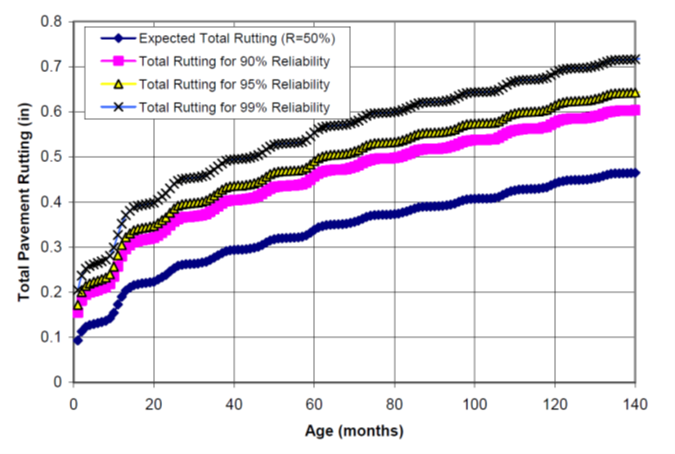 0.8
0.7
0.6
0.5
0.4
0.3
0.2
0.1
0
Total Pavement Rutting (in)
Expected Total Rutting (R=50%)
Total Rutting for 90% Reliability
Total Rutting for 95% Reliability
Total Rutting for 99% Reliability
0 20 40 60 80 100 120 140
Age (months)